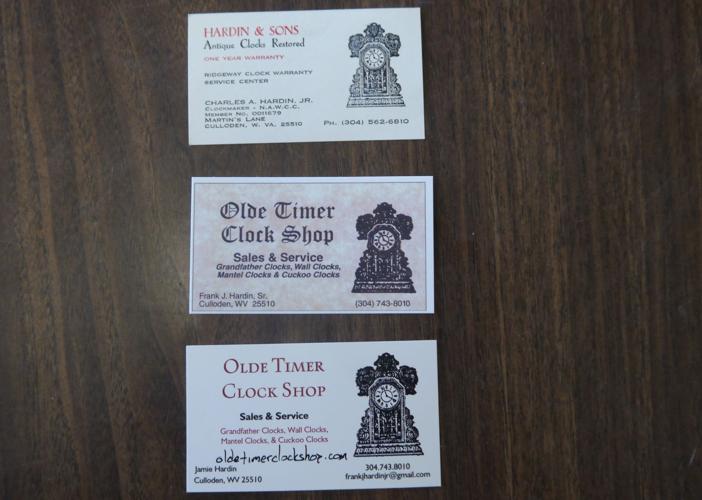 HARDIN & SONS
Antique Clocks Restored
ONE YEAR WARRANTY
RIDGEWAY CLOCK WARRANTY
SERVICE CENTER
CHARLES A. HARDIN, JR.
CLOCKMAKER - N.A.W.C.C.
MEMBER NO. 0011679
MARTIN'S LANE
CULLODEN, W. VA. 25510
PH. (304) 562-6810
Olde Timer
Clock Shop
Sales & Service
Grandfather Clocks, Wall Clocks,
Mantel Clocks & Cuckoo Clocks
Frank J. Hardin, Sr.
Culloden, WV 25510
(304) 743-8010
OLDE TIMER
CLOCK SHOP
Sales & Service
Grandfather Clocks, Wall Clocks,
Mantel Clocks, & Cuckoo Clocks
oldetimerclockshop.com
Jamie Hardin
Culloden, WV 25510
304.743.8010
frankjhardinjr@gmail.com